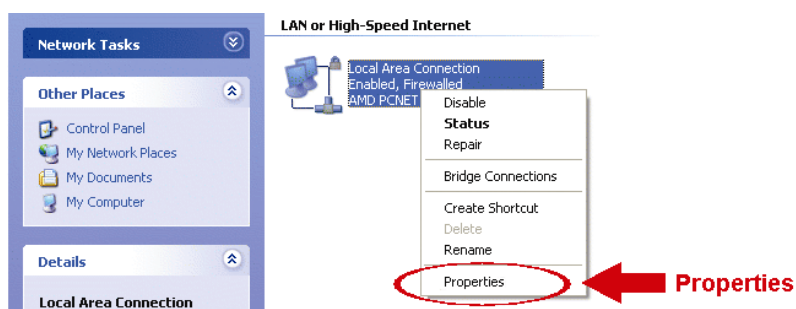 Network Tasks
Other Places
Control Panel
My Network Places
My Documents
My Computer
Details
Local Area Connection
LAN or High-Speed Internet
Local Area Connection
Enabled, Firewalled
AMD PCNET
Disable
Status
Repair
Bridge Connections
Create Shortcut
Delete
Rename
Properties
Properties